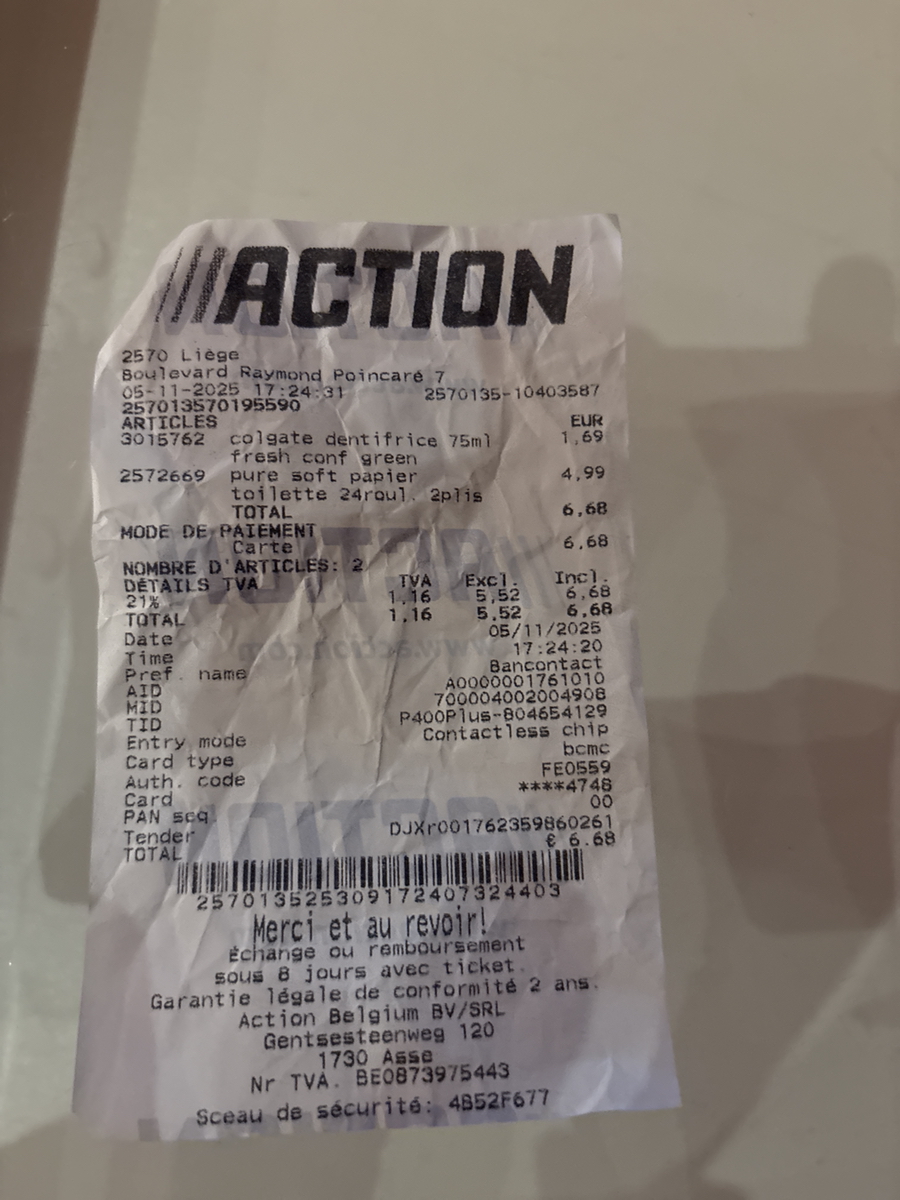 ACTION
2570 Liège
Boulevard Raymond Poincaré 7
05-11-2025 17:24:31 2570135-10403587
257013570195590
ARTICLES EUR
3015762 colgate dentifrice 75ml 1,69
fresh conf green
2572669 pure soft papier 4,99
toilette 24roul. 2plis
TOTAL 6,68
MODE DE PAIEMENT
Carte 6,68
NOMBRE D'ARTICLES: 2
DÉTAILS TVA TVA Excl. Incl.
21% 1,16 5,52 6,68
TOTAL 1,16 5,52 6,68
Date 05/11/2025
Time 17:24:20
Pref. name Bancontact
AID A0000001761010
MID 700004002004908
TID P400Plus-804654129
Entry mode Contactless chip
Card type bcmc
Auth. code FE0559
Card ****4748
PAN seq. 00
Tender DJXr001762359860261
TOTAL € 6.68
2570135253091724073 24403
Merci et au revoir!
Échange ou remboursement
sous 8 jours avec ticket.
Garantie légale de conformité 2 ans.
Action Belgium BV/SRL
Gentsesteenweg 120
1730 Asse
Nr TVA. BE0873975443
Sceau de sécurité: 4B52F677